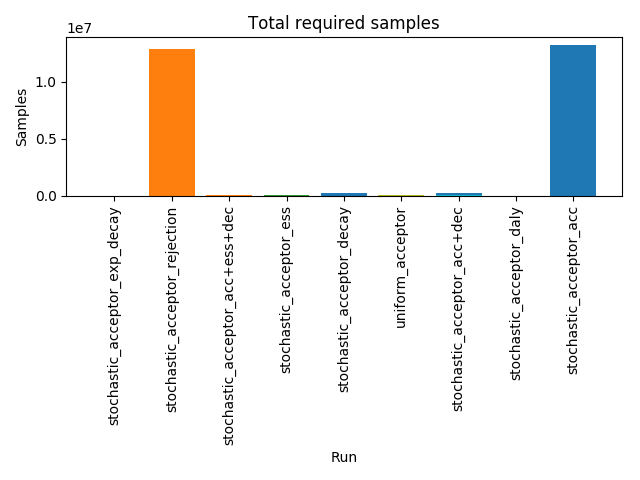 Total required samples
1e7
Samples
1.0
0.5
0.0
stochastic_acceptor_exp_decay
stochastic_acceptor_rejection
stochastic_acceptor_acc+ess+dec
stochastic_acceptor_ess
stochastic_acceptor_decay
uniform_acceptor
stochastic_acceptor_acc+dec
stochastic_acceptor_daly
stochastic_acceptor_acc
Run